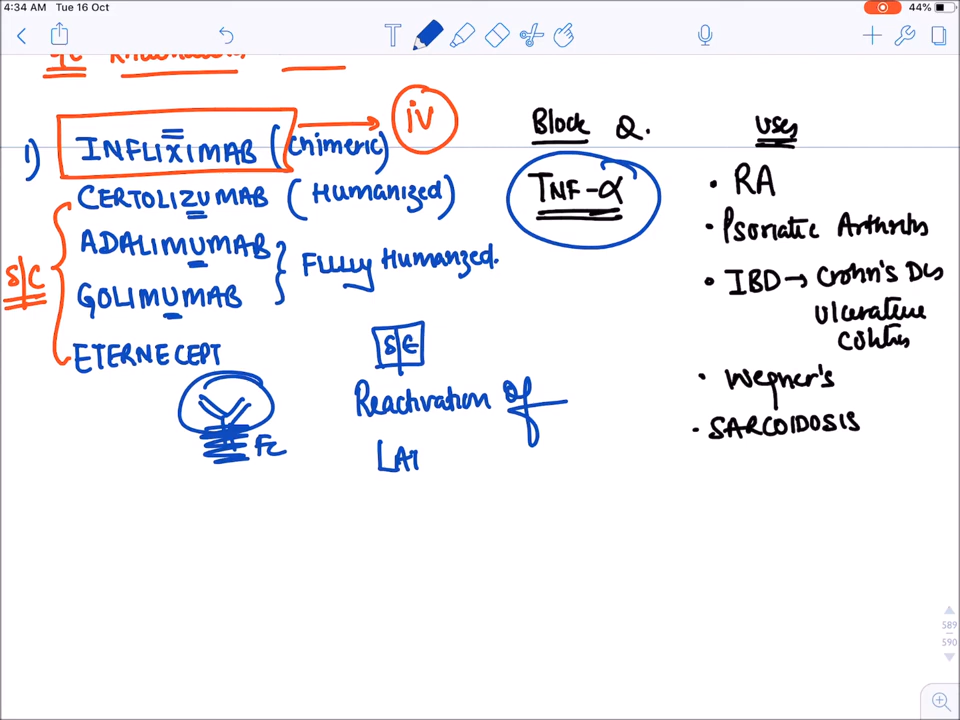 4:34 AM Tue 16 Oct
44%
T
1) INFLIXIMAB (Chimeric) iv
CERTOLIZUMAB (Humanized)
ADALIMUMAB
GOLIMUMAB
Fully Humanized.
S/C
ETERNECEPT
Fc
S/E
Reactivation Of
LAT
Block Q.
TNF-α
Uses
• RA
• Psoriatic Arthritis
• IBD → Crohn's Dis
Ulcerative
Colitis
• Wegner's
• SARCOIDOSIS
589
590